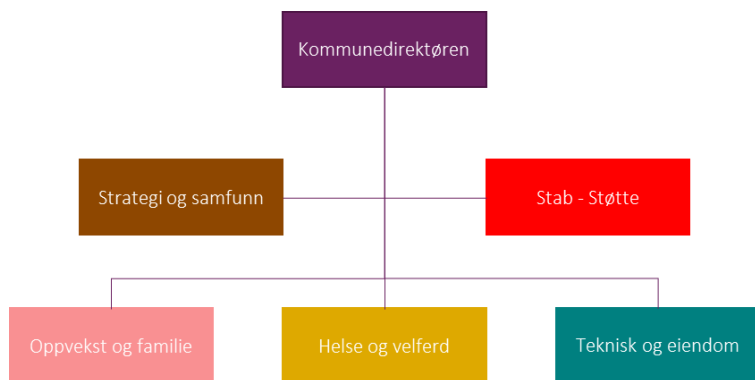 Kommunedirektøren
Strategi og samfunn
Stab - Støtte
Oppvekst og familie
Helse og velferd
Teknisk og eiendom